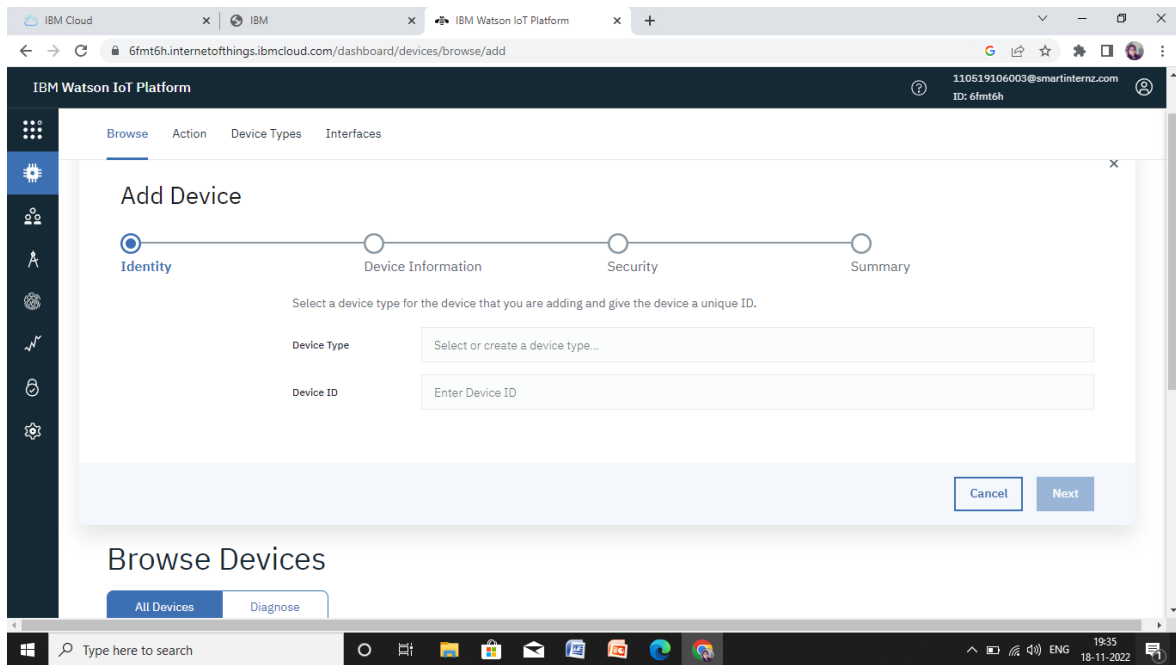 IBM Cloud
IBM
IBM Watson IoT Platform
6fmt6h.internetofthings.ibmcloud.com/dashboard/devices/browse/add
IBM Watson IoT Platform
110519106003@smartinternz.com
ID: 6fmt6h
Browse Action Device Types Interfaces
Add Device
Identity Device Information Security Summary
Select a device type for the device that you are adding and give the device a unique ID.
Device Type Select or create a device type...
Device ID Enter Device ID
Cancel Next
Browse Devices
All Devices Diagnose
Type here to search
ENG
19:35
18-11-2022